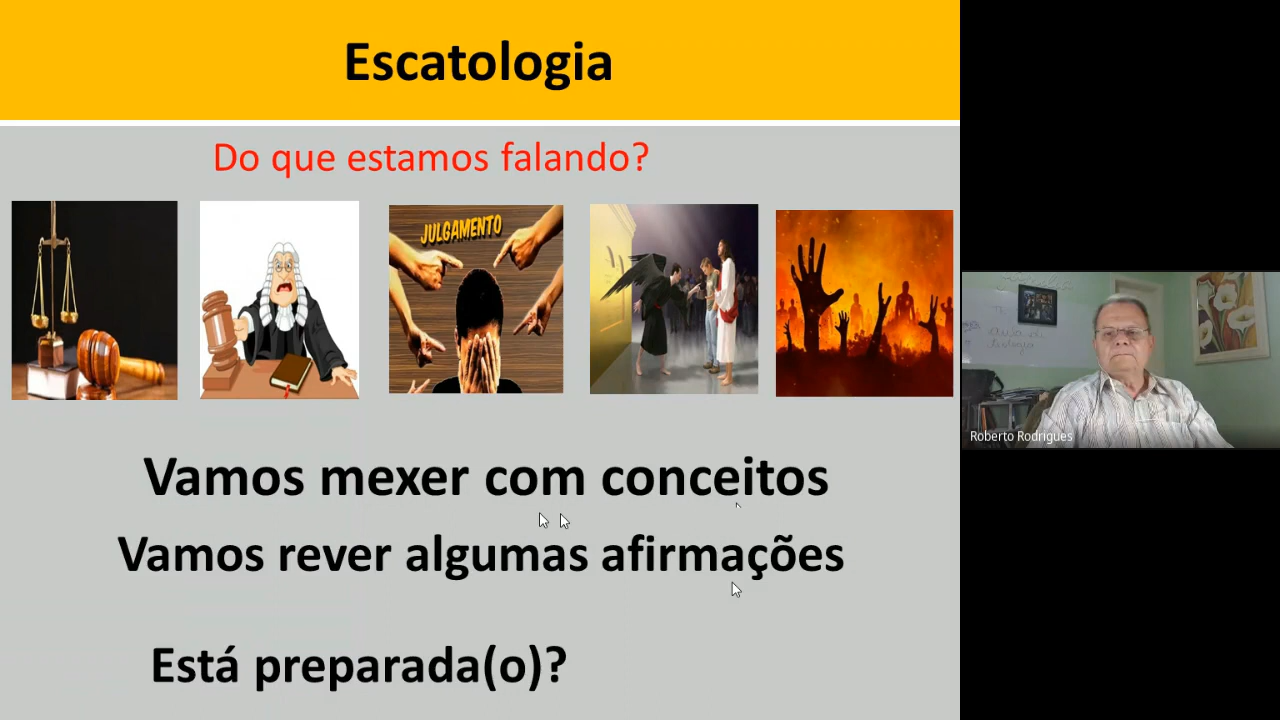 Escatologia
Do que estamos falando?
JULGAMENTO
Vamos mexer com conceitos
Vamos rever algumas afirmações
Está preparada(o)?
Roberto Rodrigues